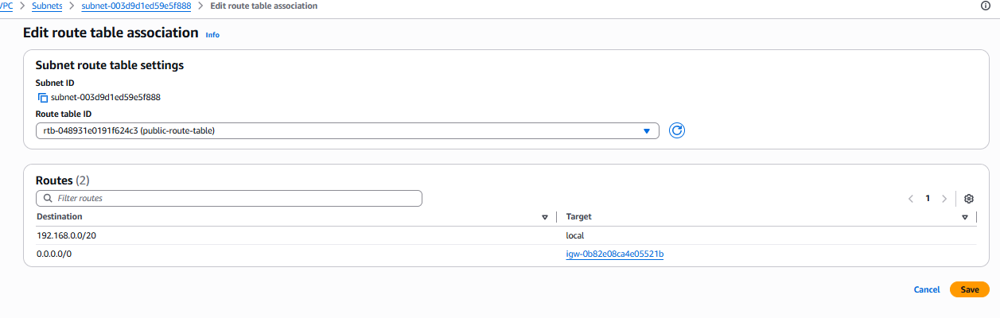 VPC > Subnets > subnet-003d9d1ed59e5f888 > Edit route table association
Edit route table association Info
Subnet route table settings
Subnet ID
subnet-003d9d1ed59e5f888
Route table ID
rtb-048931e0191f624c3 (public-route-table)
Routes (2)
Filter routes
1
Destination Target
192.168.0.0/20 local
0.0.0.0/0 igw-0b82e08ca4e05521b
Cancel Save